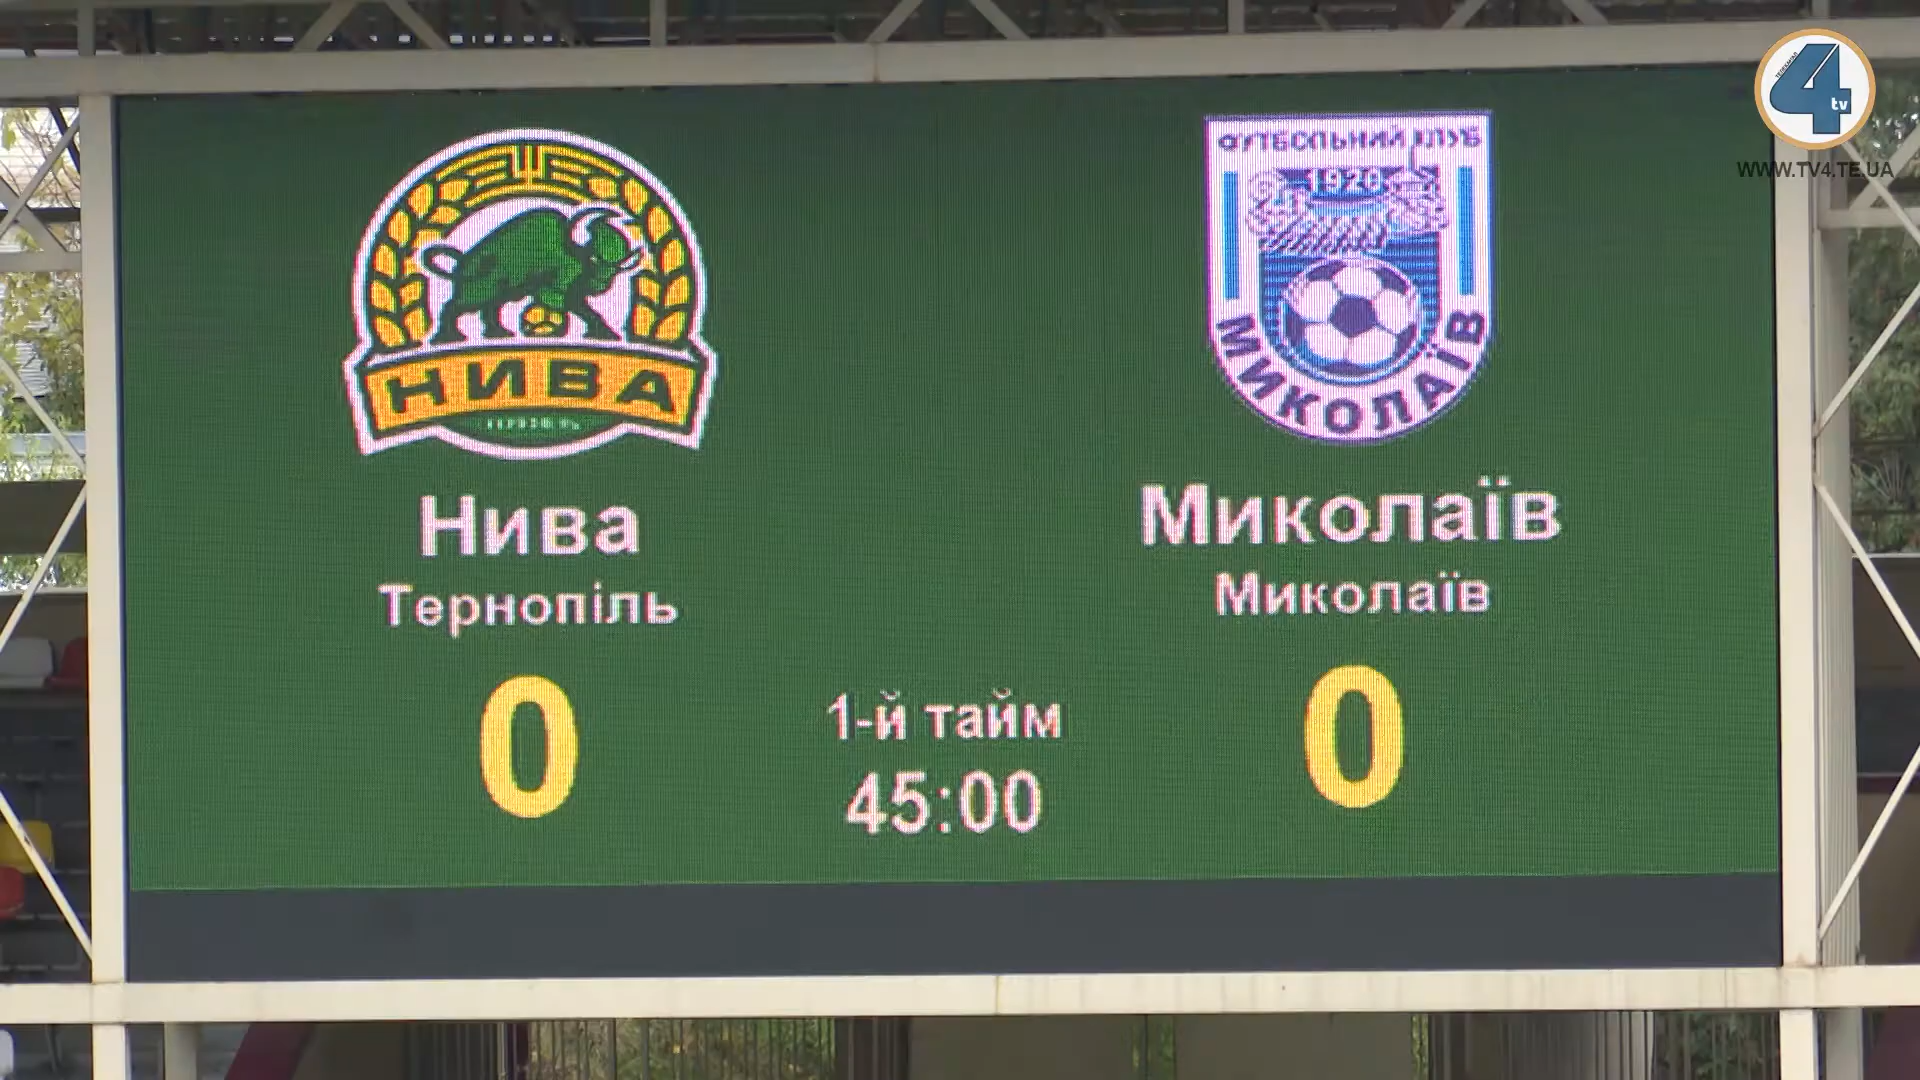 ТЕЛЕКАНАЛ
4 tv
WWW.TV4.TE.UA
НИВА
ФУТБОЛЬНИЙ КЛУБ
1920
МИКОЛАЇВ
Нива
Тернопіль
Миколаїв
Миколаїв
0
1-й тайм
45:00
0